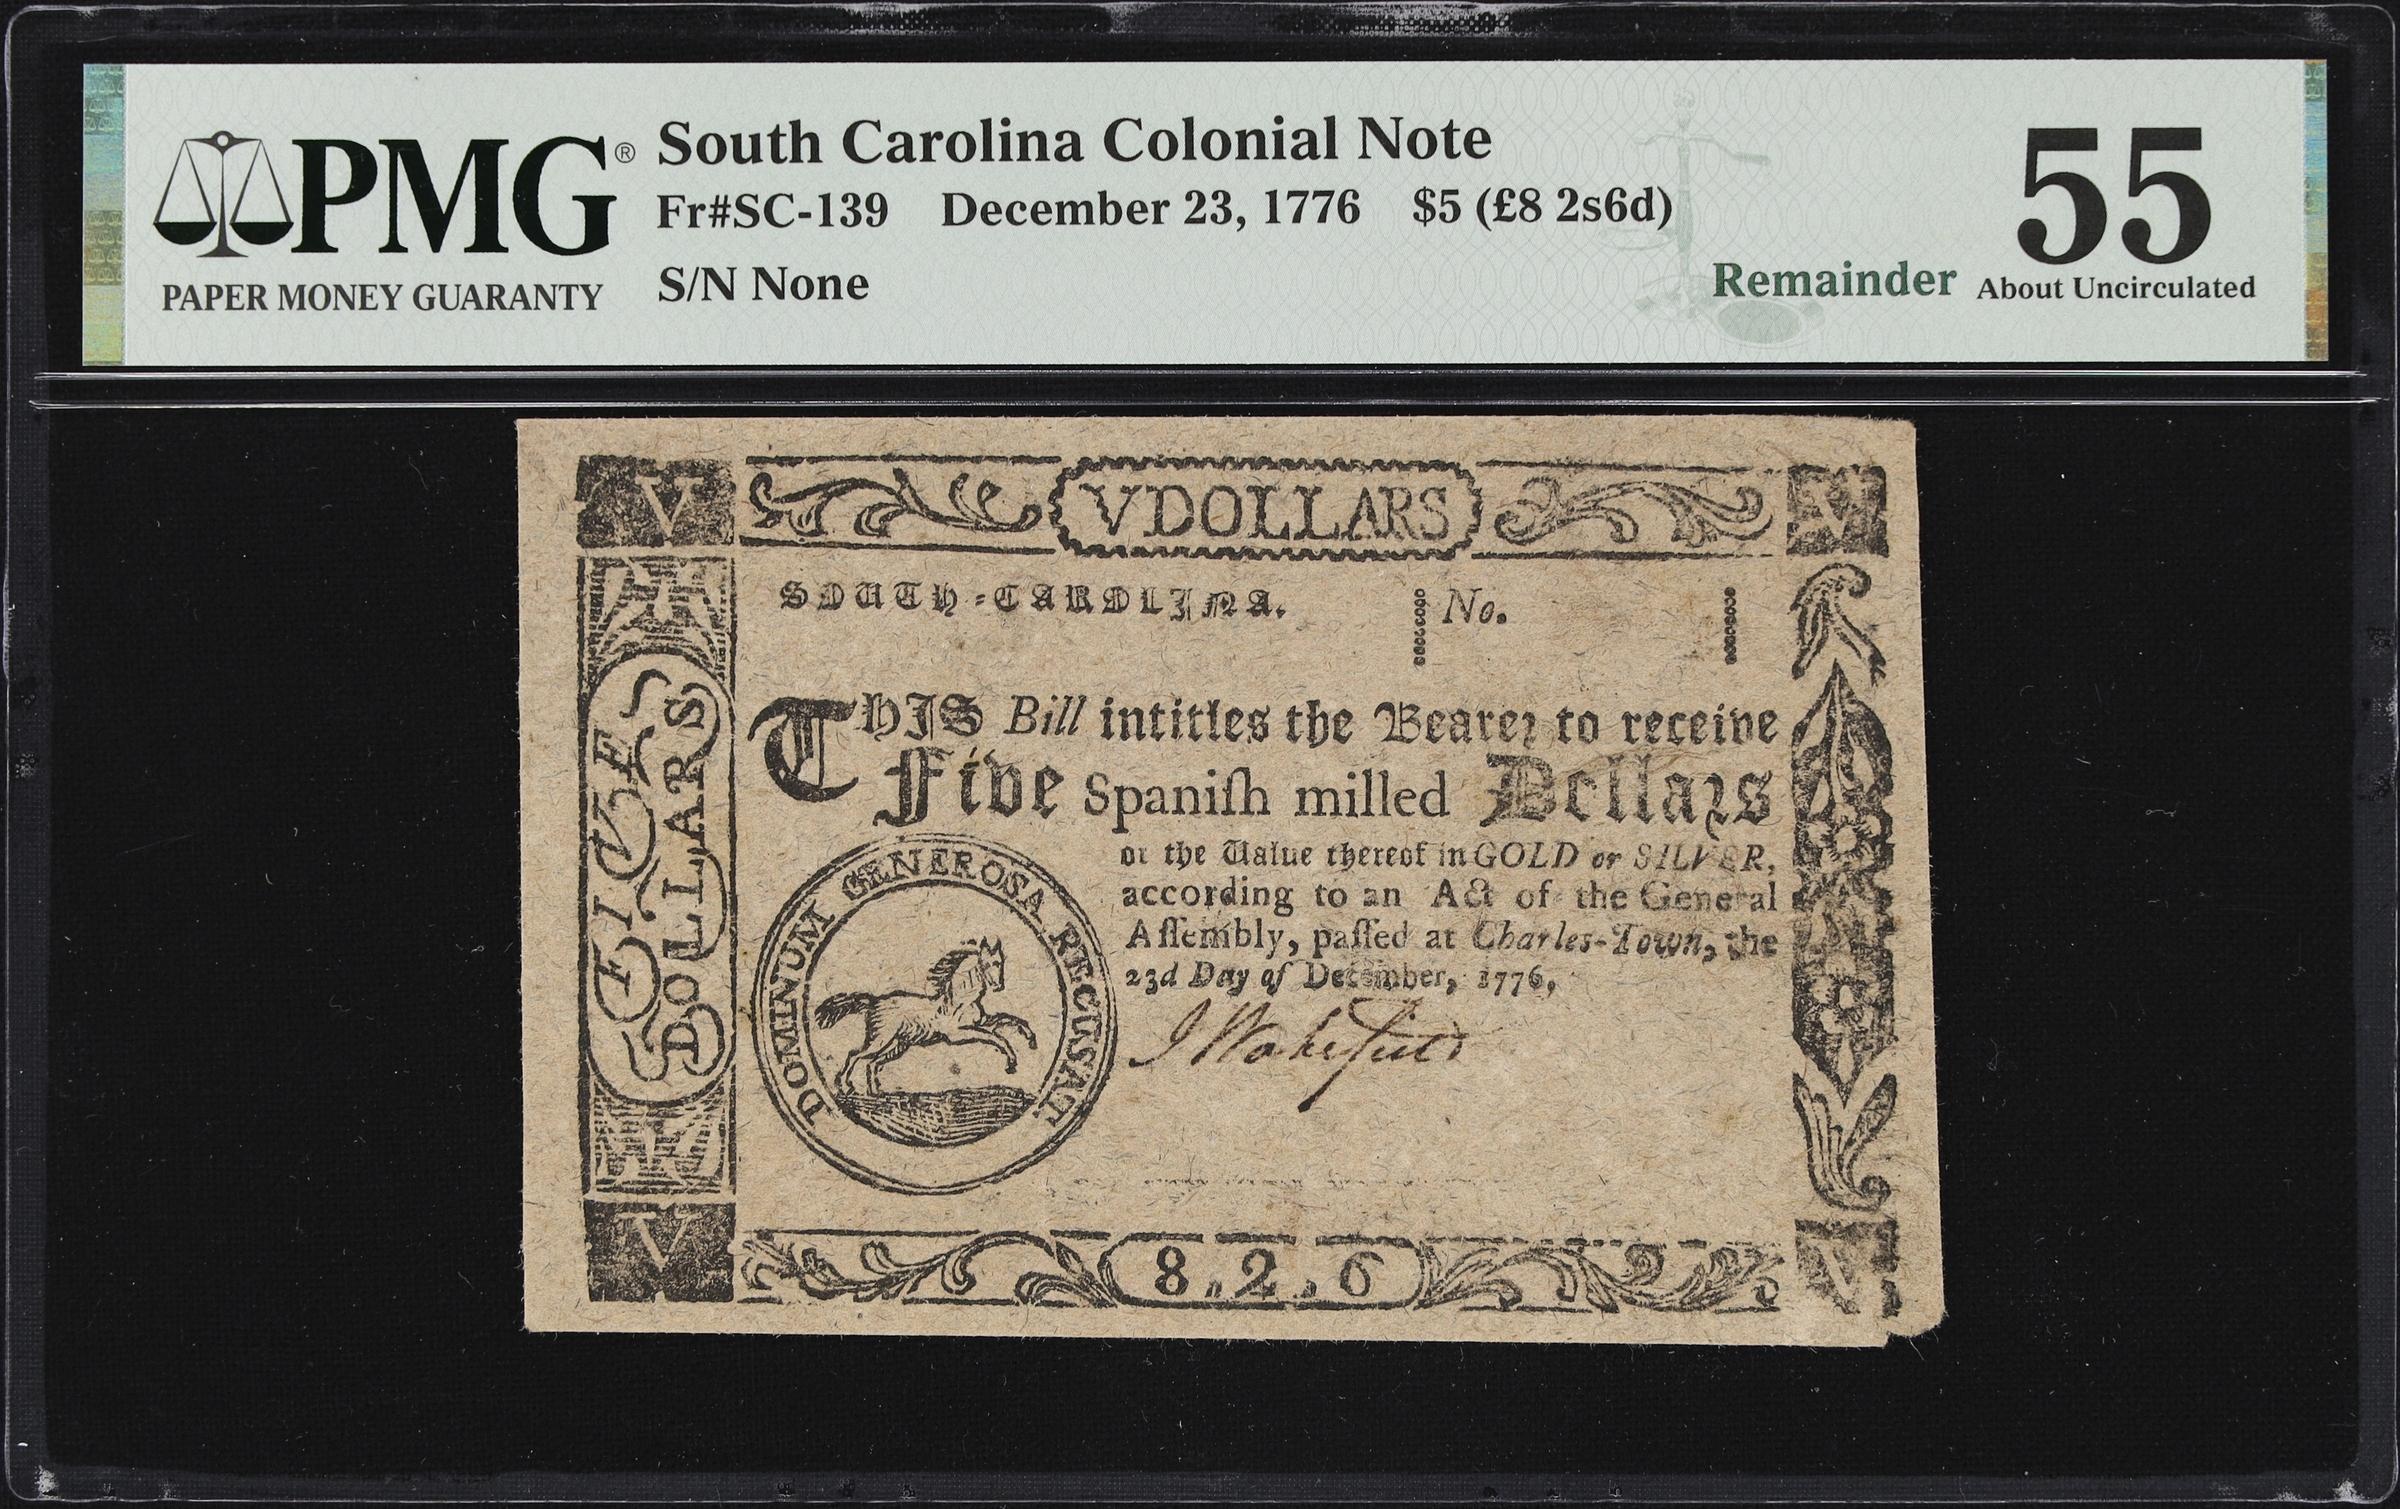 PMG®
PAPER MONEY GUARANTY
South Carolina Colonial Note
Fr#SC-139 December 23, 1776 $5 (£8 2s6d)
S/N None
Remainder
55
About Uncirculated
V
V DOLLARS
V
SOUTH-CAROLINA.
No.
FIVE
DOLLARS
THIS Bill intitles the Bearer to receive
Five Spaniſh milled Dollars
or the Value thereof in GOLD or SILVER,
according to an Act of the General
Aſſembly, paſſed at Charles-Town, the
23d Day of December, 1776,
DOMINUM GENEROSA RECUSAT
V
8,,2,,6
V